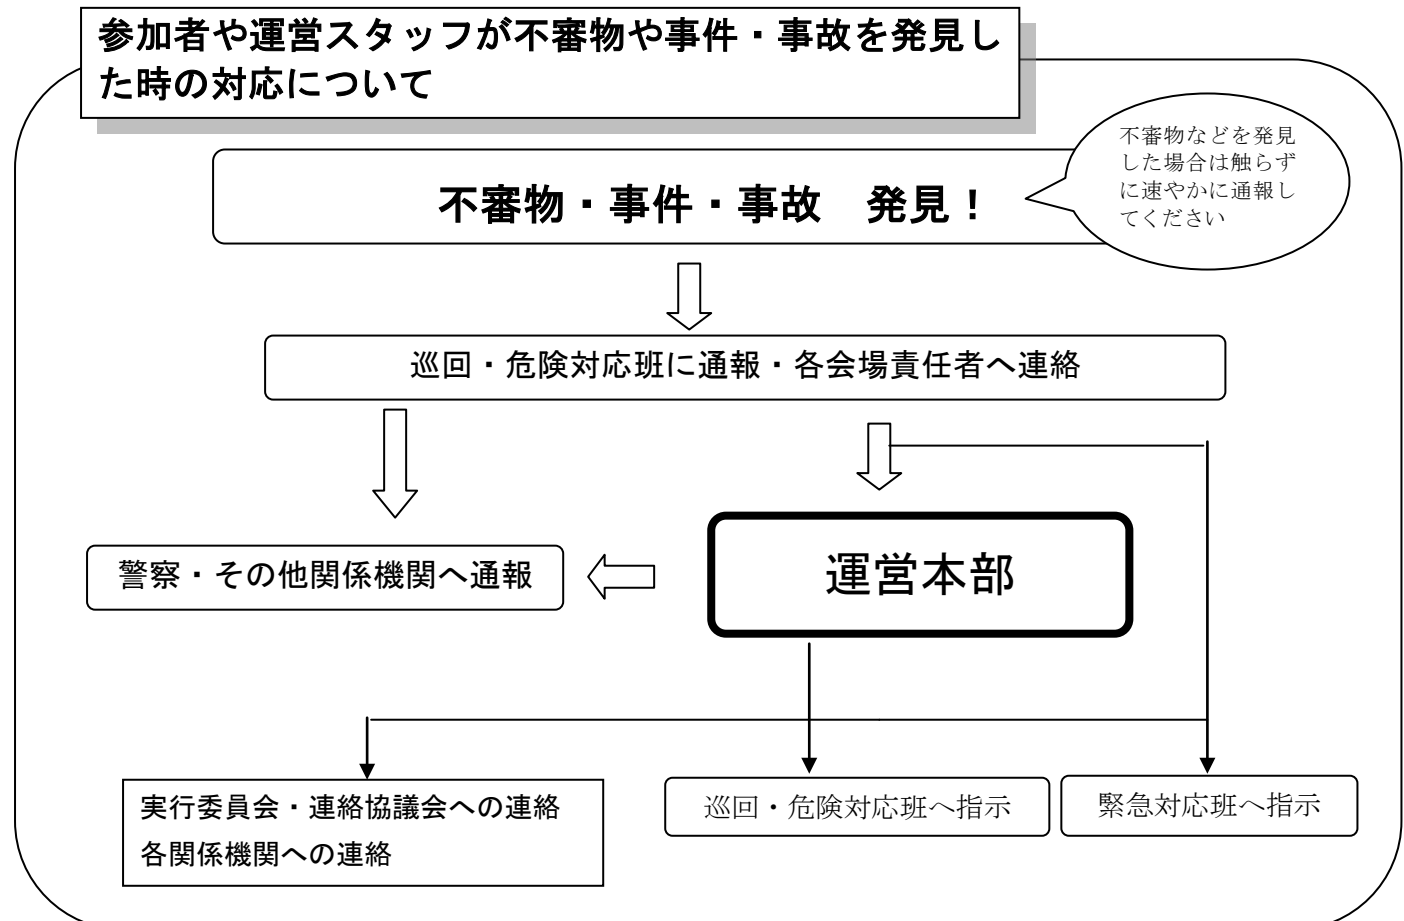 参加者や運営スタッフが不審物や事件・事故を発見し
た時の対応について
不審物などを発見
した場合は触らず
に速やかに通報し
てください
不審物・事件・事故　発見！
巡回・危険対応班に通報・各会場責任者へ連絡
警察・その他関係機関へ通報
運営本部
実行委員会・連絡協議会への連絡
各関係機関への連絡
巡回・危険対応班へ指示
緊急対応班へ指示